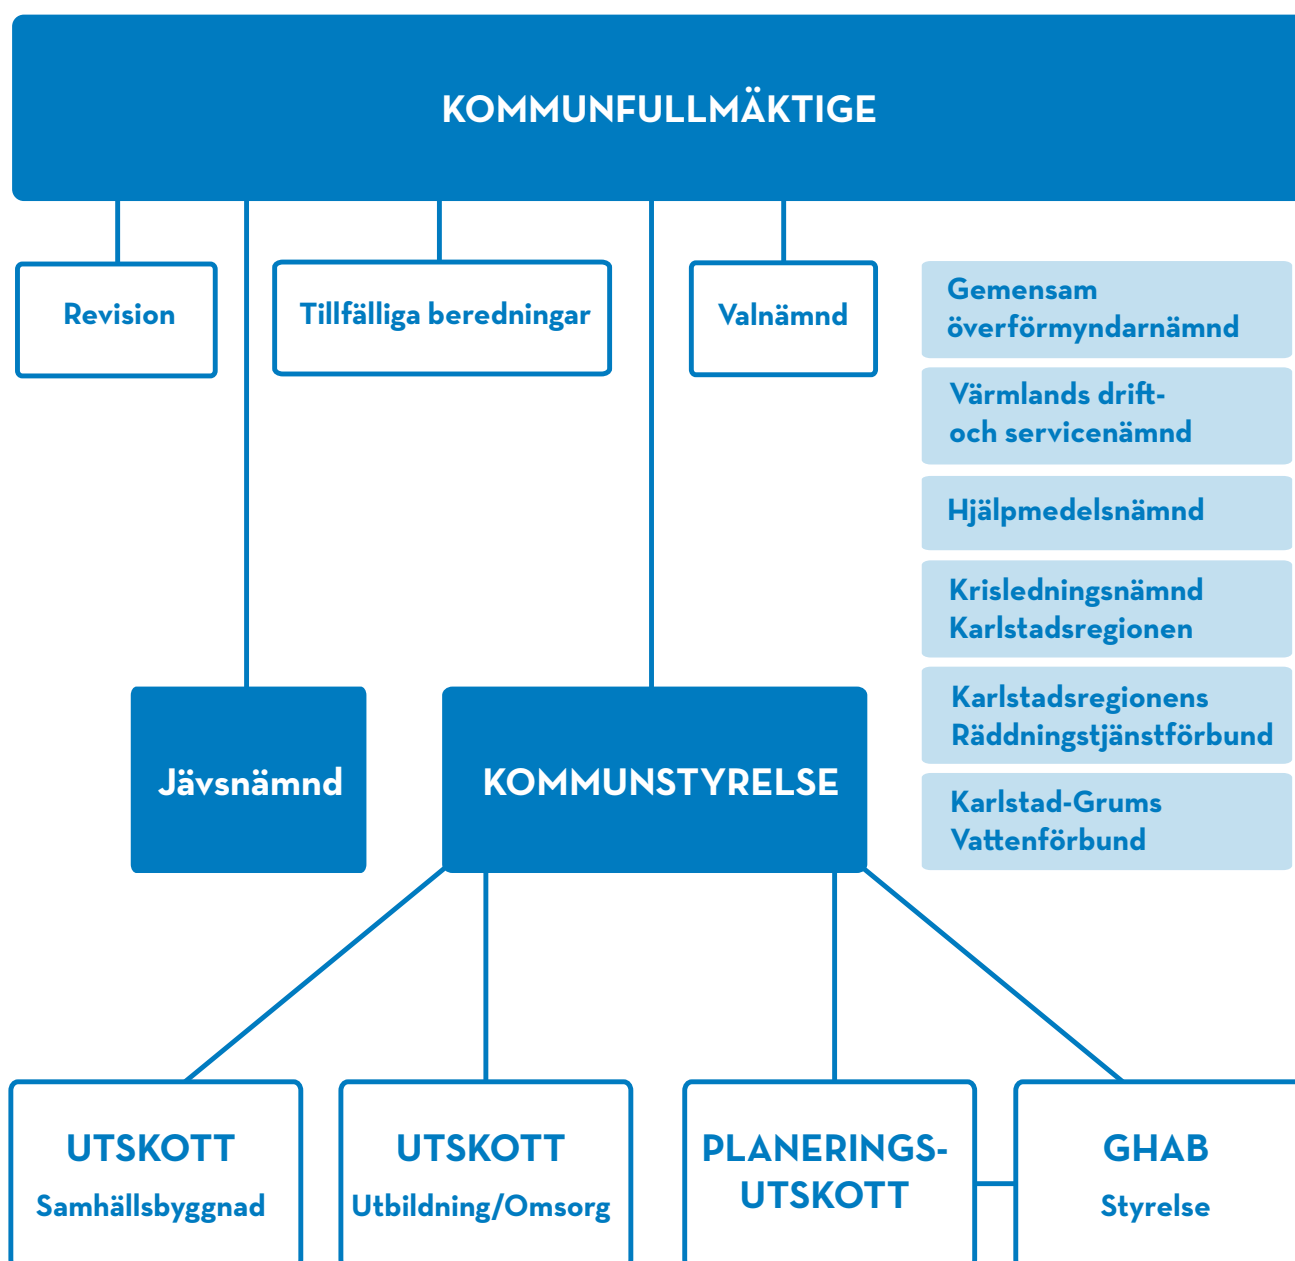 KOMMUNFULLMÄKTIGE
Revision
Tillfälliga beredningar
Valnämnd
Gemensam
överförmyndarnämnd
Värmlands drift-
och servicenämnd
Hjälpmedelsnämnd
Krisledningsnämnd
Karlstadsregionen
Karlstadsregionens
Räddningstjänstförbund
Karlstad-Grums
Vattenförbund
Jävsnämnd
KOMMUNSTYRELSE
UTSKOTT
Samhällsbyggnad
UTSKOTT
Utbildning/Omsorg
PLANERINGS-
UTSKOTT
GHAB
Styrelse